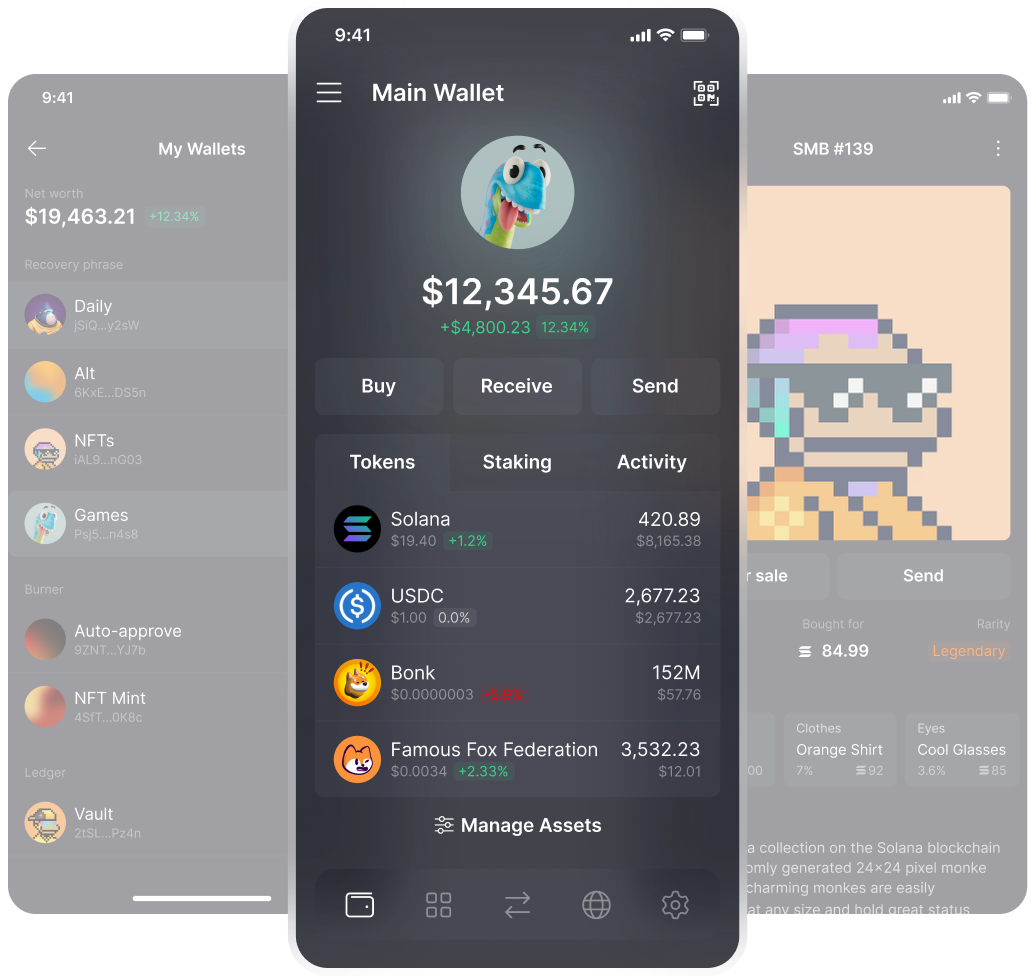 9:41
My Wallets
Net worth
$19,463.21 +12.34%
Recovery phrase
Daily
jSiQ...y2sW
Alt
6KxE...DS5n
NFTs
iAL9...nG03
Games
Psj5...n4s8
Burner
Auto-approve
9ZNT...YJ7b
NFT Mint
4SfT...0K8c
Ledger
Vault
2tSL...Pz4n
9:41
Main Wallet
$12,345.67
+$4,800.23 12.34%
Buy Receive Send
Tokens Staking Activity
Solana 420.89
$19.40 +1.2% $8,165.38
USDC 2,677.23
$1.00 0.0% $2,677.23
Bonk 152M
$0.0000003 -5.9% $57.76
Famous Fox Federation 3,532.23
$0.0034 +2.33% $12.01
Manage Assets
SMB #139
r sale Send
Bought for Rarity
84.99 Legendary
Clothes Eyes
Orange Shirt Cool Glasses
00 7% 92 3.6% 85
a collection on the Solana blockchain
omly generated 24×24 pixel monke
charming monkes are easily
at any size and hold great status